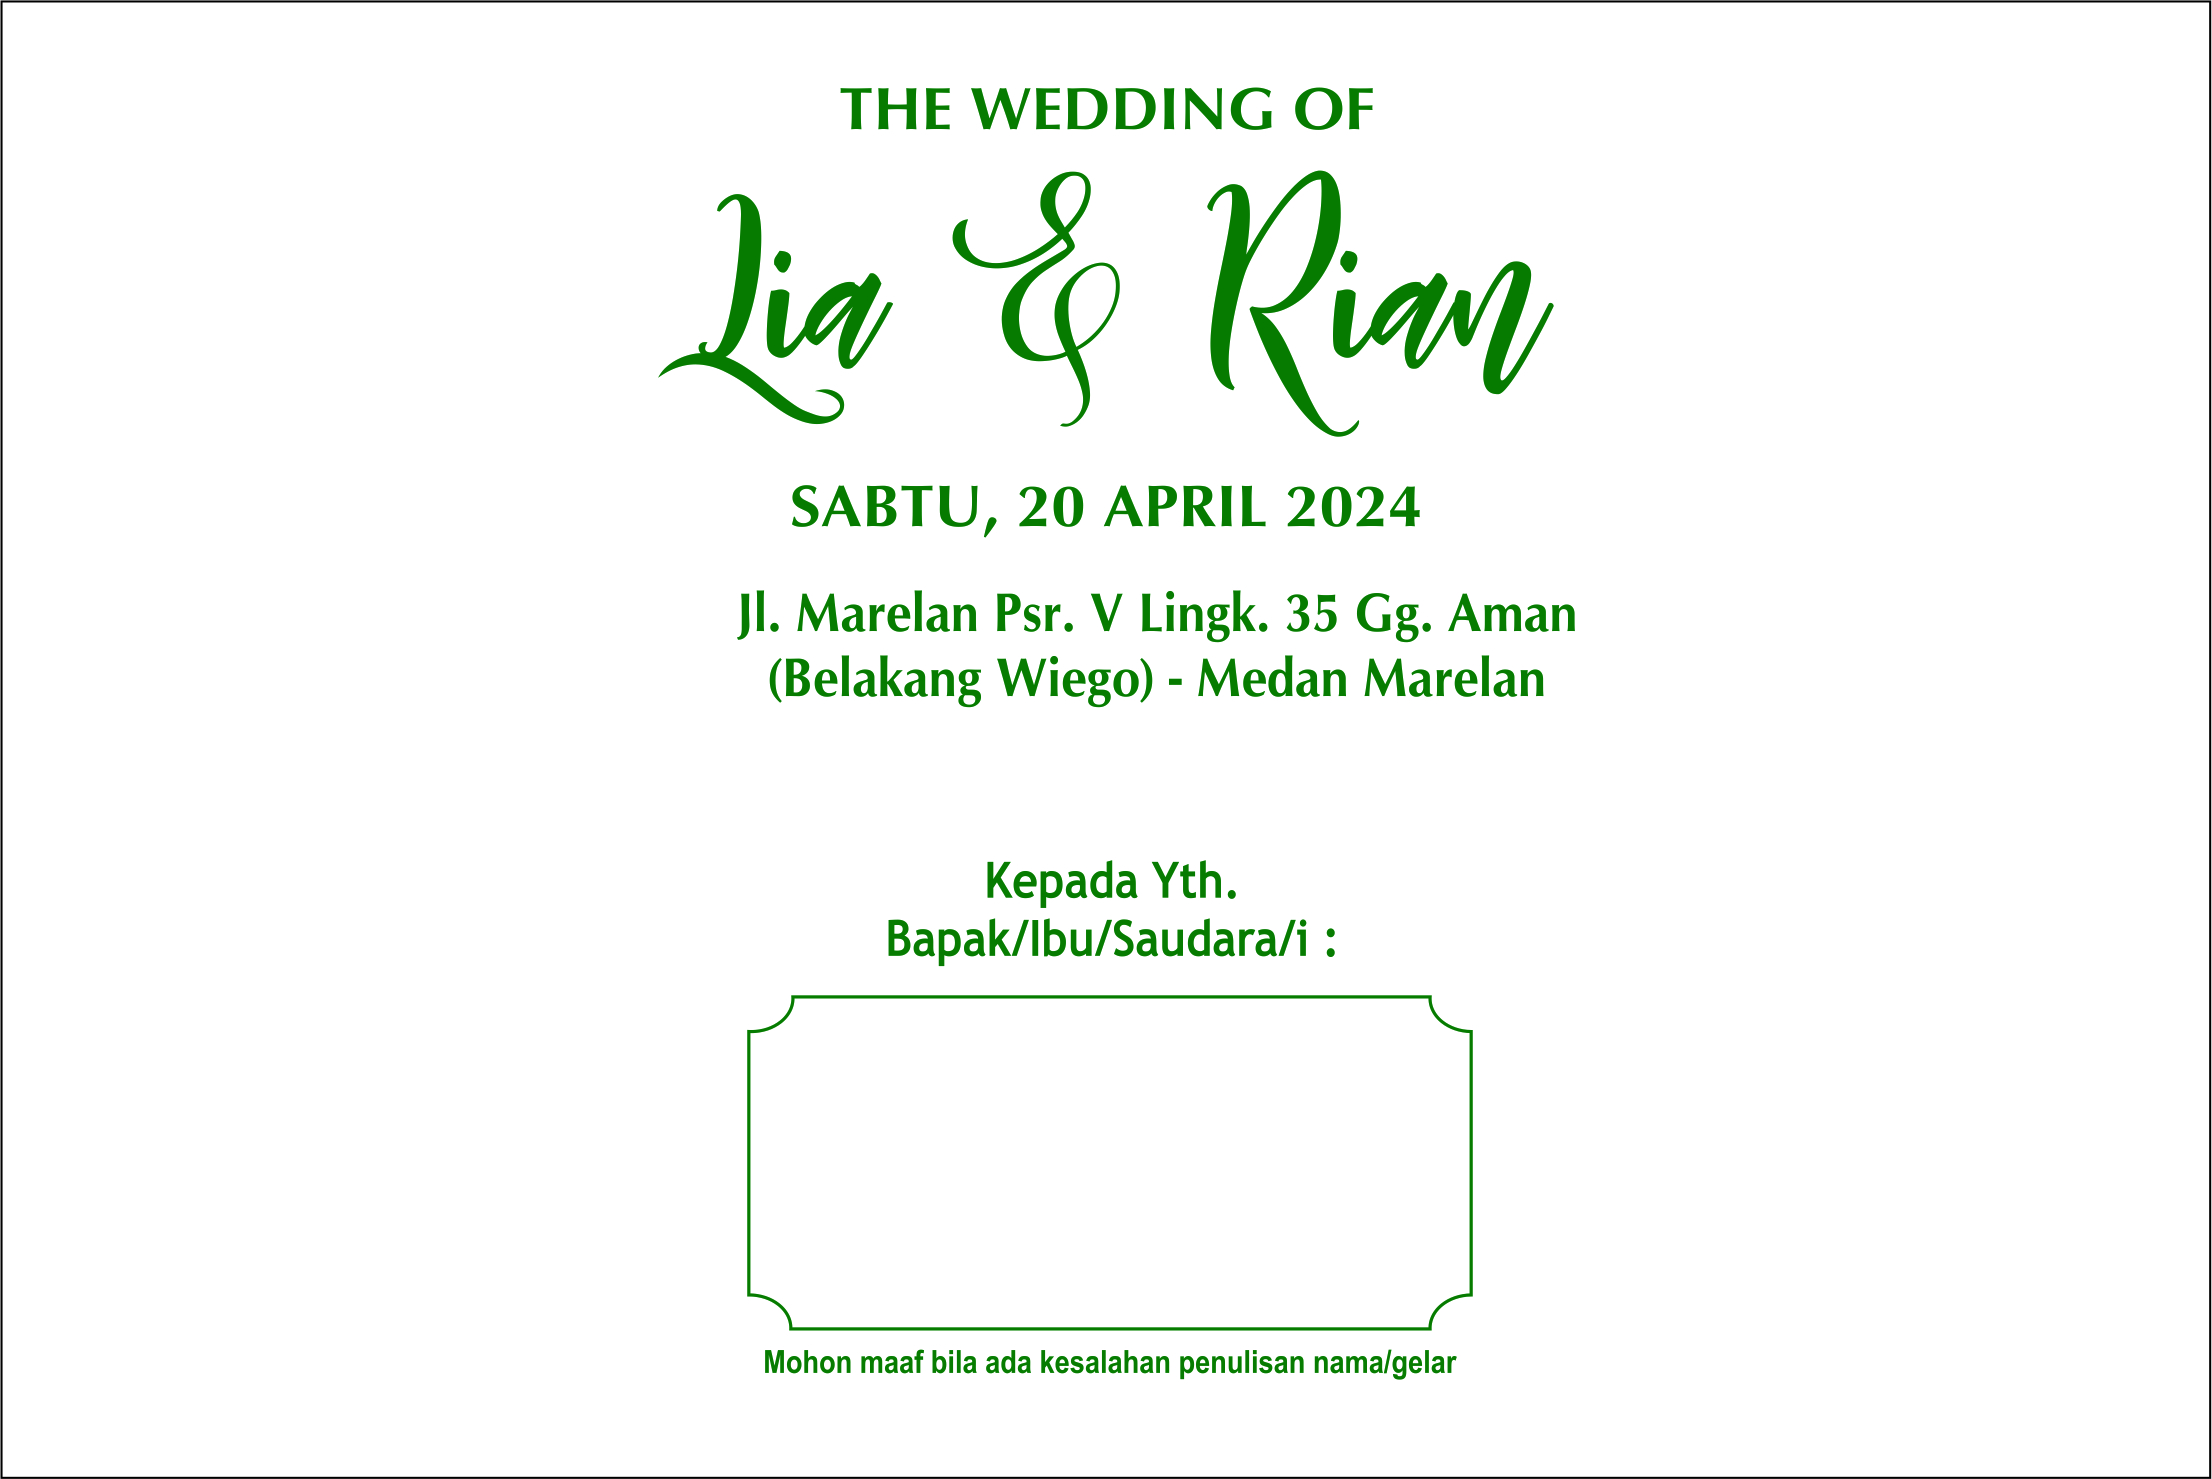 THE WEDDING OF
Lia & Rian
SABTU, 20 APRIL 2024
Jl. Marelan Psr. V Lingk. 35 Gg. Aman
(Belakang Wiego) - Medan Marelan
Kepada Yth.
Bapak/Ibu/Saudara/i :
Mohon maaf bila ada kesalahan penulisan nama/gelar